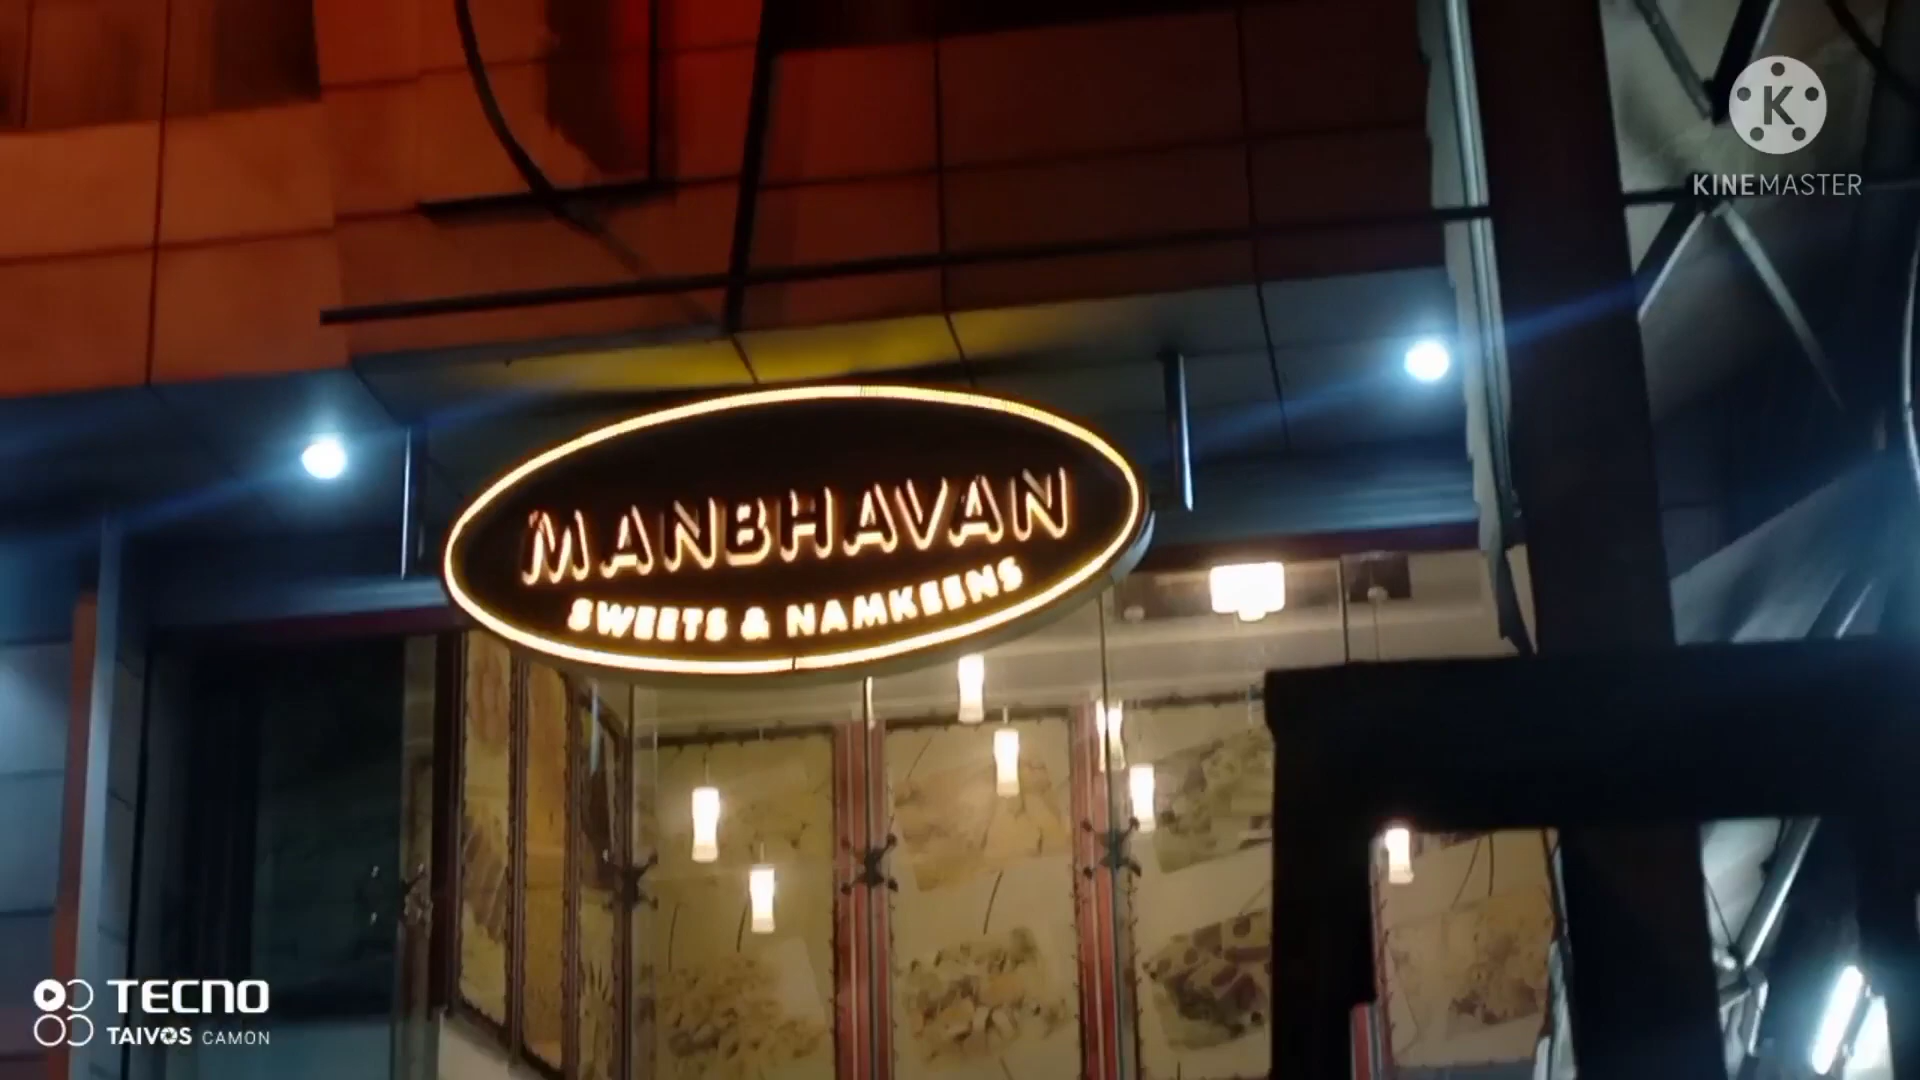 K
KINEMASTER
MANBHAVAN
SWEETS & NAMKEENS
TECNO
TAIVOS CAMON